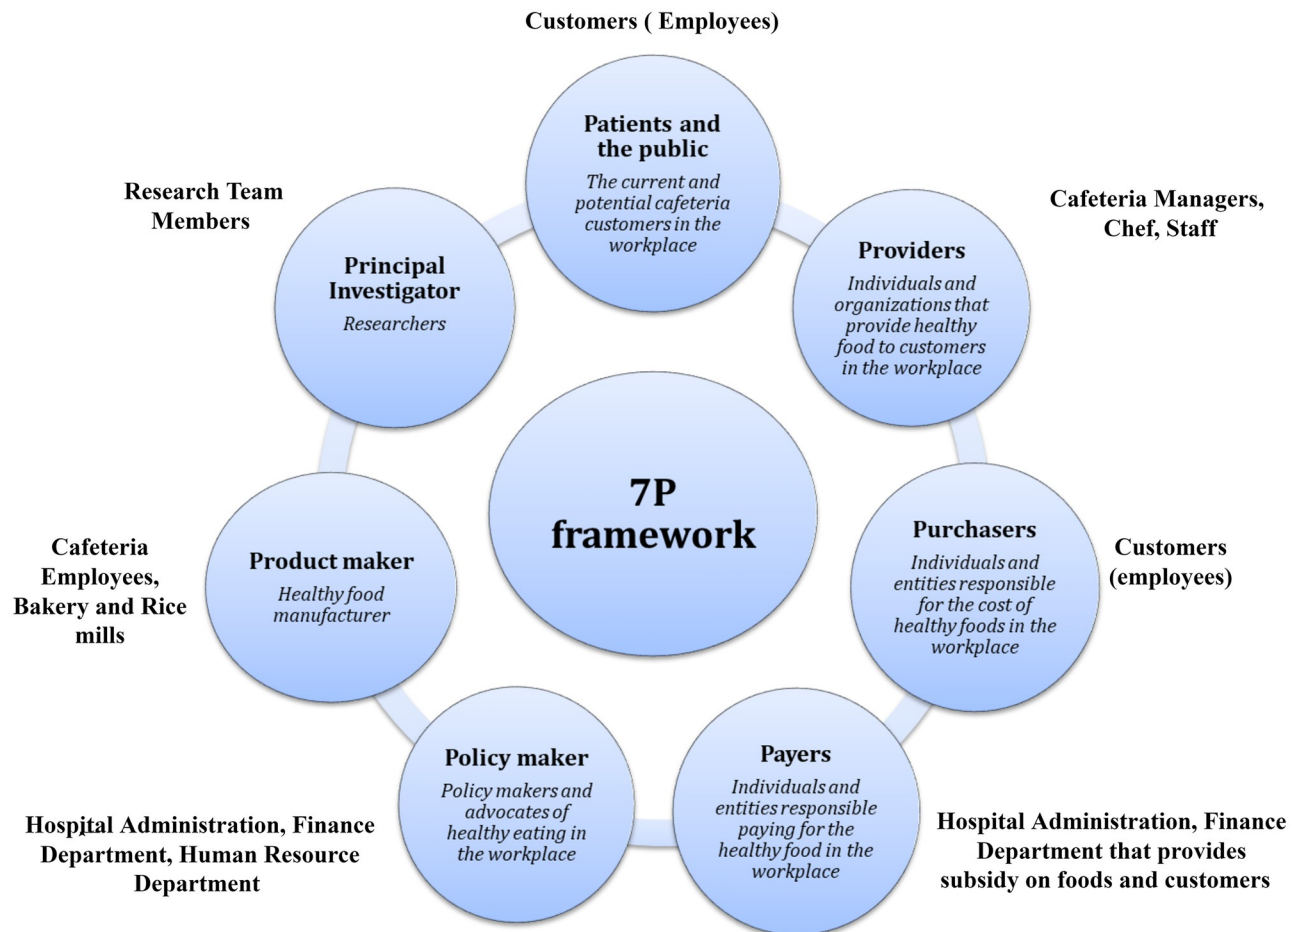 Customers ( Employees)
Patients and
the public
The current and
potential cafeteria
customers in the
workplace
Cafeteria Managers,
Chef, Staff
Providers
Individuals and
organizations that
provide healthy
food to customers
in the workplace
Customers
(employees)
Purchasers
Individuals and
entities responsible
for the cost of
healthy foods in the
workplace
Payers
Individuals and
entities responsible
paying for the
healthy food in the
workplace
Hospital Administration, Finance
Department that provides
subsidy on foods and customers
Policy maker
Policy makers and
advocates of
healthy eating in
the workplace
Hospital Administration, Finance
Department, Human Resource
Department
Product maker
Healthy food
manufacturer
Cafeteria
Employees,
Bakery and Rice
mills
Principal
Investigator
Researchers
Research Team
Members
7P
framework